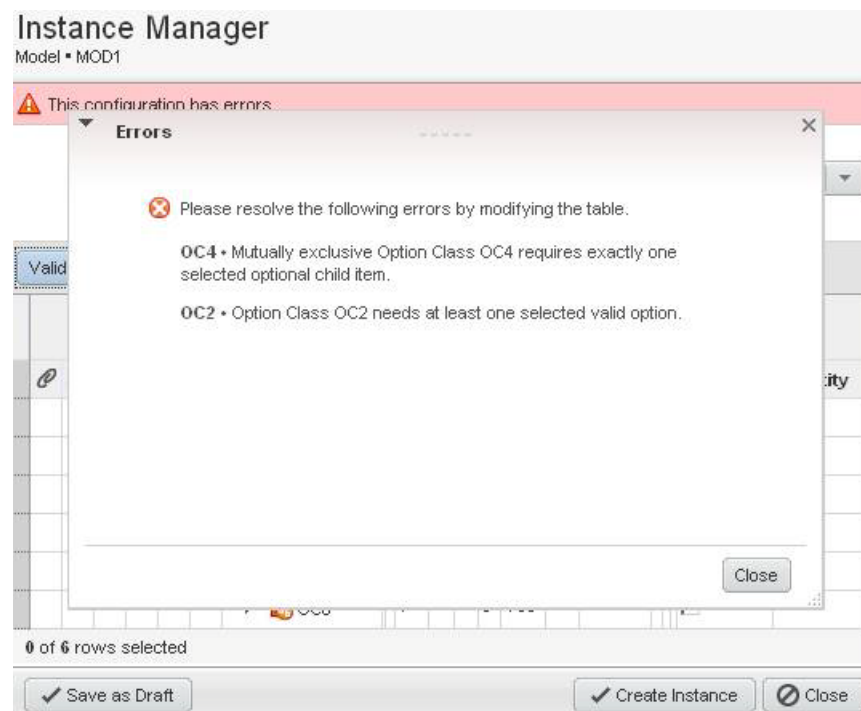 Instance Manager
Model • MOD1
This configuration has errors
Errors
Please resolve the following errors by modifying the table.
OC4 • Mutually exclusive Option Class OC4 requires exactly one
selected optional child item.
OC2 • Option Class OC2 needs at least one selected valid option.
Valid
ity
Close
0 of 6 rows selected
Save as Draft
Create Instance
Close